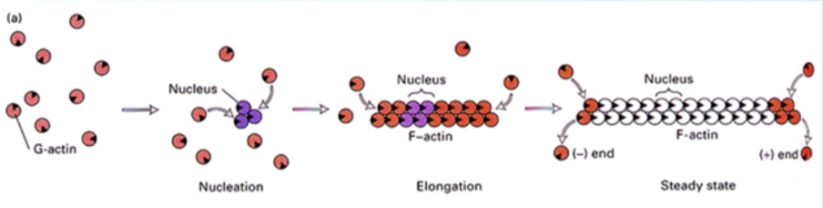 (a)
G-actin
Nucleus
Nucleation
Nucleus
F-actin
Elongation
Nucleus
F-actin
(-) end
(+) end
Steady state